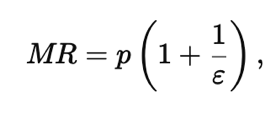 MR = p(1 + 1/ε),